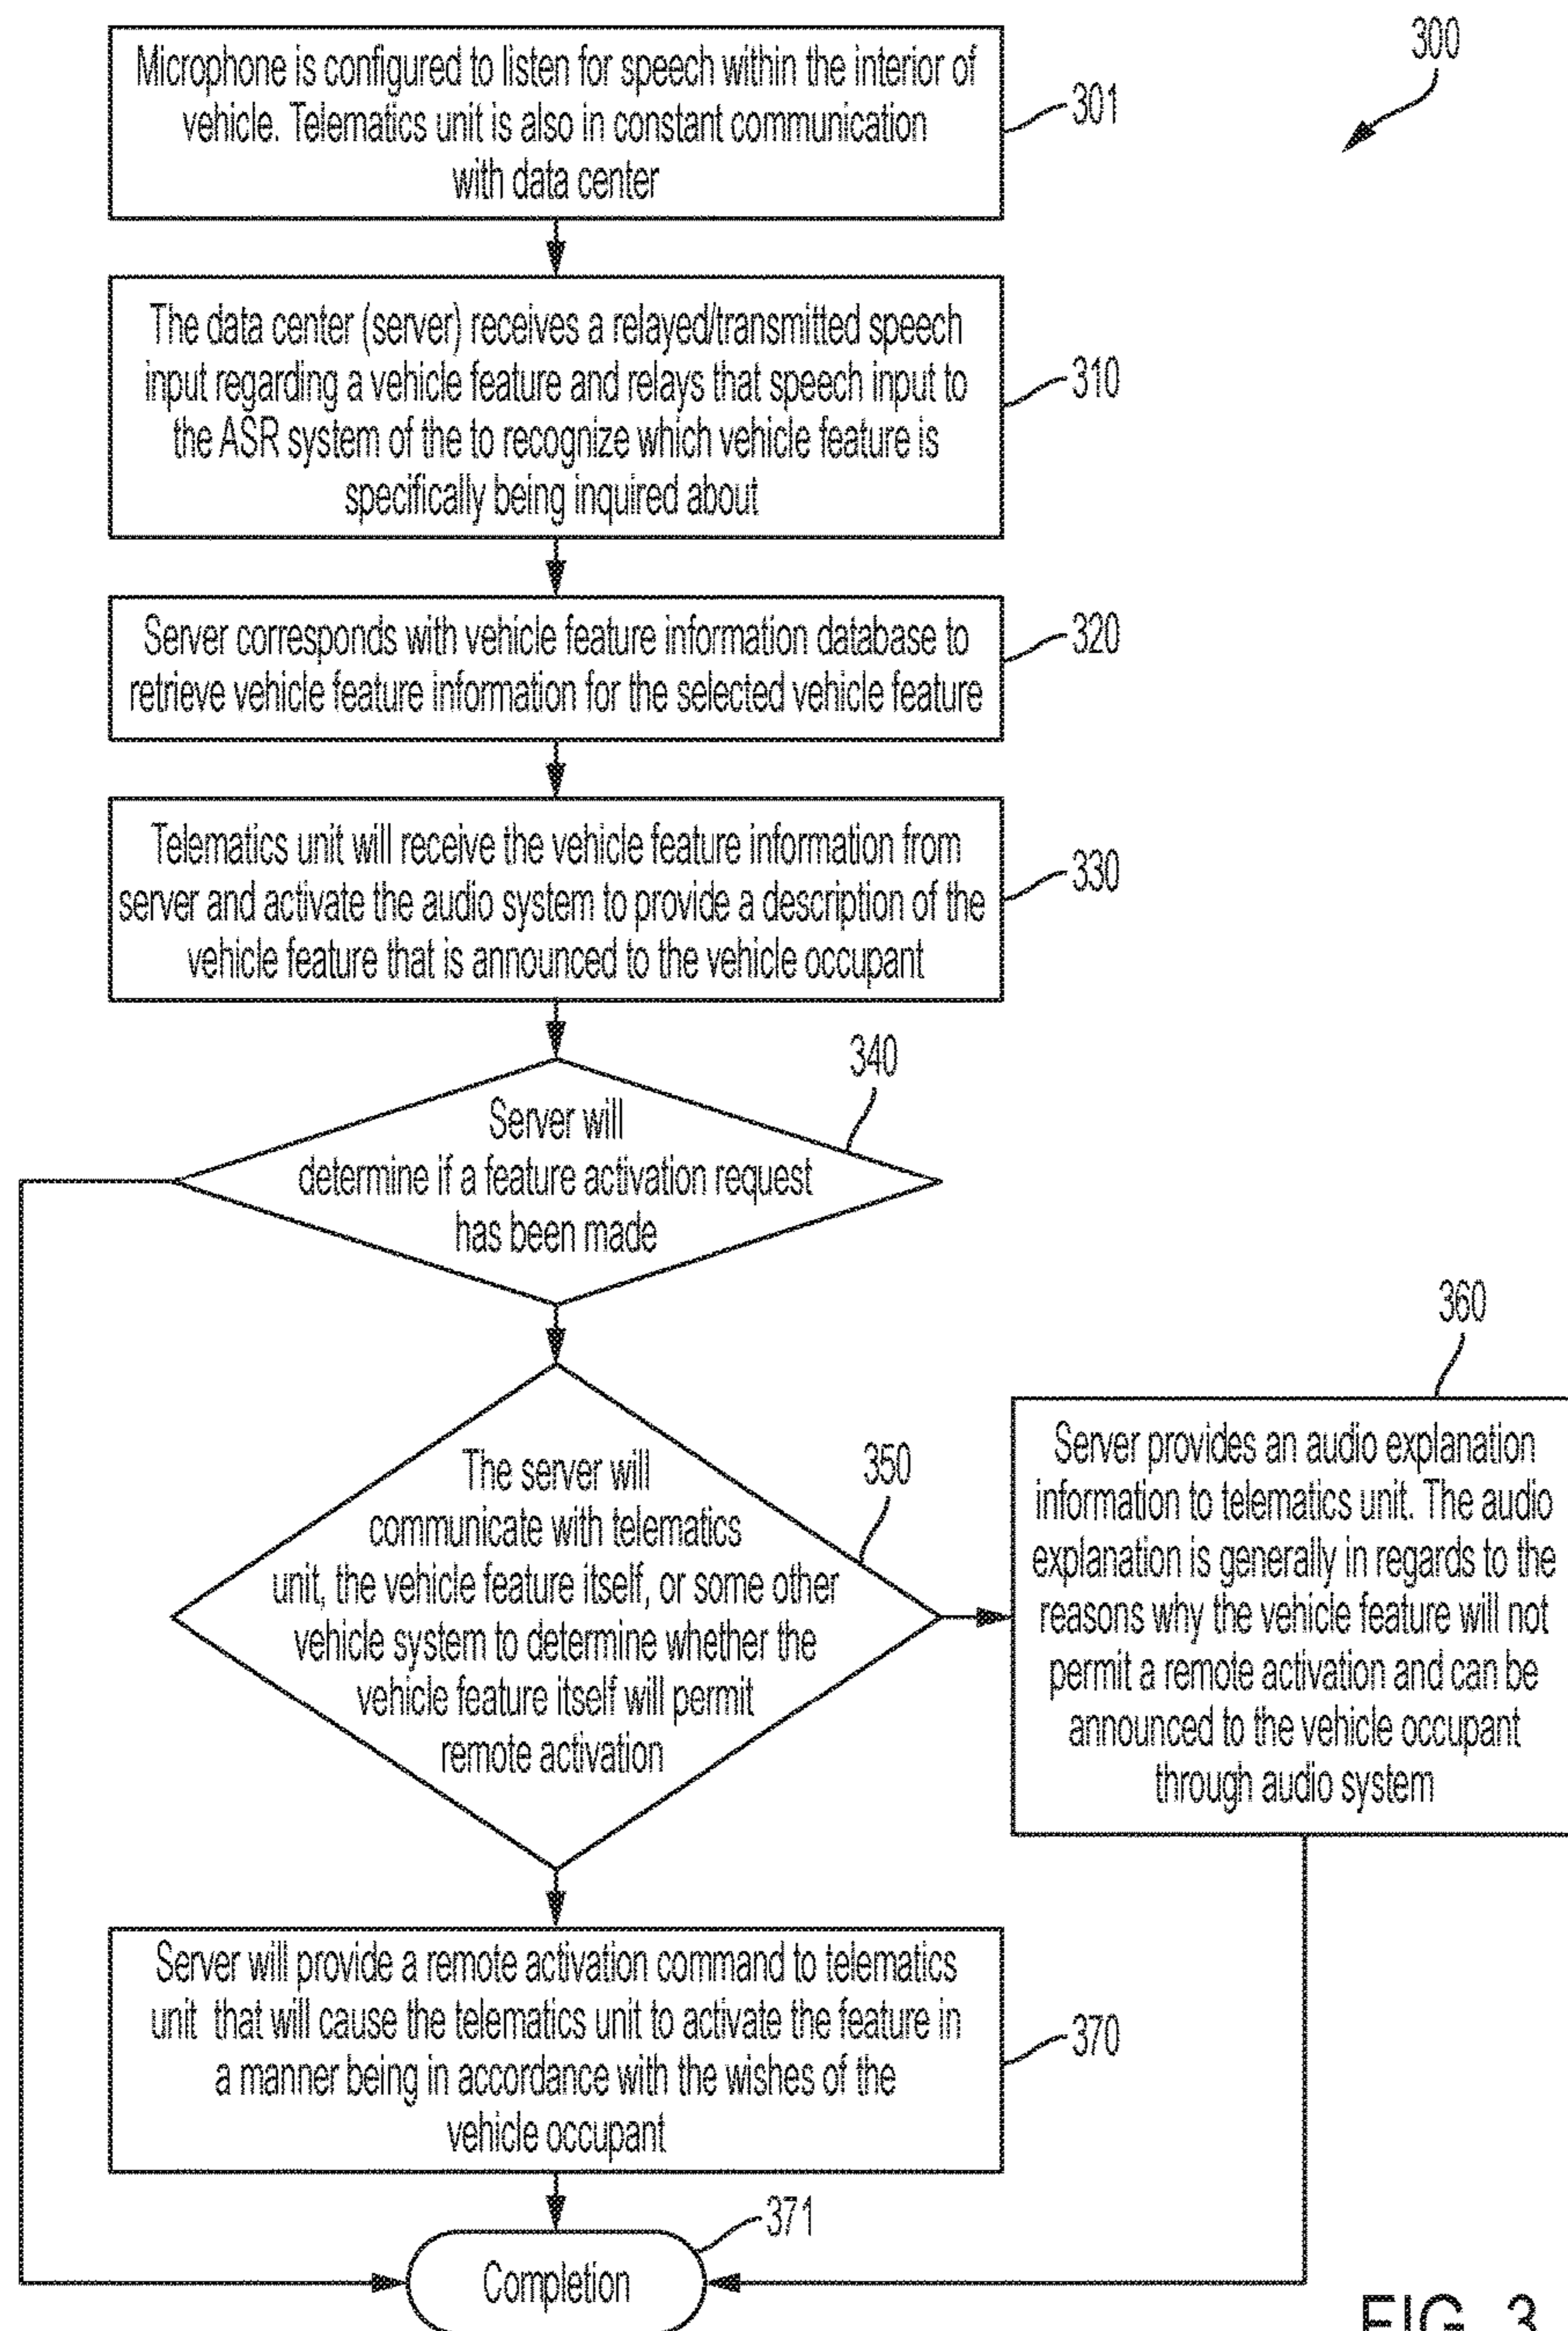 300
Microphone is configured to listen for speech within the interior of
vehicle. Telematics unit is also in constant communication
with data center
301
The data center (server) receives a relayed/transmitted speech
input regarding a vehicle feature and relays that speech input to
the ASR system of the to recognize which vehicle feature is
specifically being inquired about
310
Server corresponds with vehicle feature information database to
retrieve vehicle feature information for the selected vehicle feature
320
Telematics unit will receive the vehicle feature information from
server and activate the audio system to provide a description of the
vehicle feature that is announced to the vehicle occupant
330
340
Server will
determine if a feature activation request
has been made
350
The server will
communicate with telematics
unit, the vehicle feature itself, or some other
vehicle system to determine whether the
vehicle feature itself will permit
remote activation
360
Server provides an audio explanation
information to telematics unit. The audio
explanation is generally in regards to the
reasons why the vehicle feature will not
permit a remote activation and can be
announced to the vehicle occupant
through audio system
Server will provide a remote activation command to telematics
unit that will cause the telematics unit to activate the feature in
a manner being in accordance with the wishes of the
vehicle occupant
370
371
Completion
FIG. 3